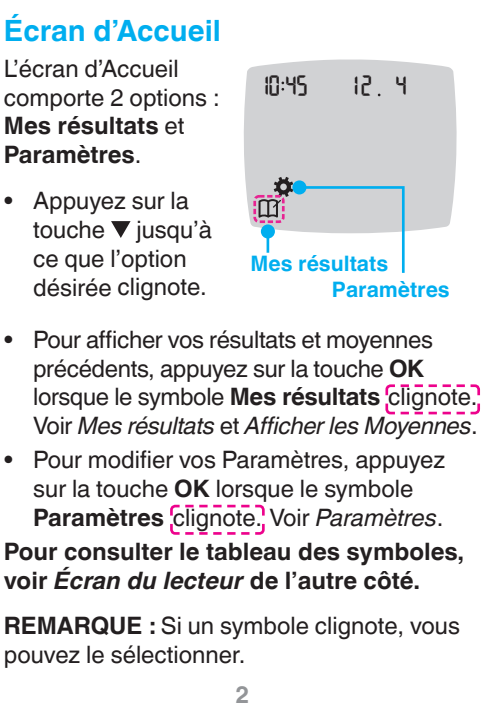 Écran d'Accueil
L'écran d'Accueil
comporte 2 options :
Mes résultats et
Paramètres.
• Appuyez sur la
touche ▼ jusqu'à
ce que l'option
désirée clignote.
10:45 12. 4
Mes résultats
Paramètres
• Pour afficher vos résultats et moyennes
précédents, appuyez sur la touche OK
lorsque le symbole Mes résultats clignote.
Voir Mes résultats et Afficher les Moyennes.
• Pour modifier vos Paramètres, appuyez
sur la touche OK lorsque le symbole
Paramètres clignote. Voir Paramètres.
Pour consulter le tableau des symboles,
voir Écran du lecteur de l'autre côté.
REMARQUE : Si un symbole clignote, vous
pouvez le sélectionner.
2